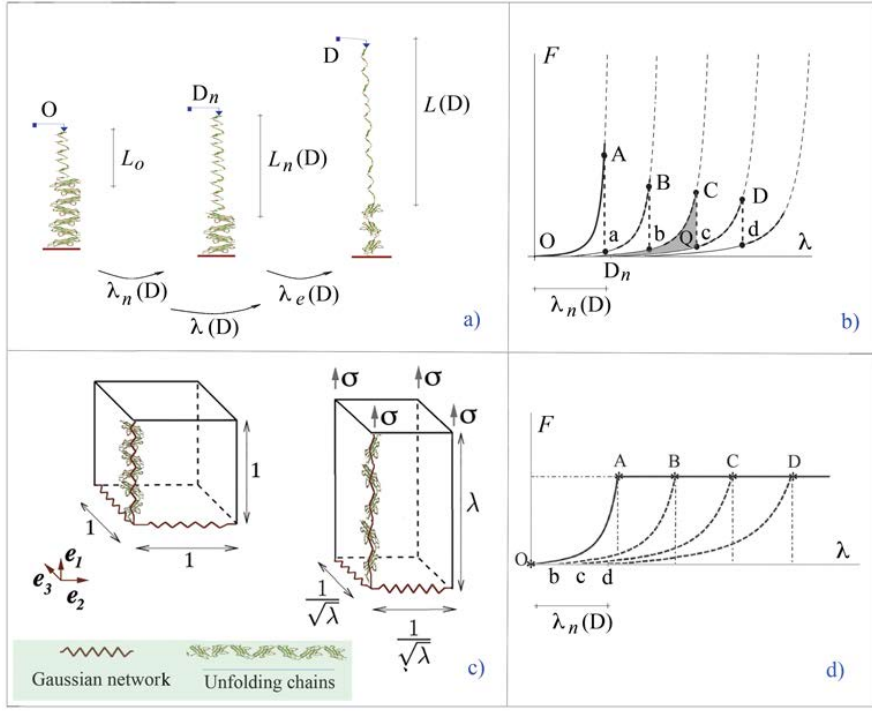 O
Lₒ
Dₙ
Lₙ(D)
D
L(D)
λₙ(D)
λₑ(D)
λ(D)
a)
F
A
B
C
D
O
a
b
Q
c
d
λ
Dₙ
λₙ(D)
b)
σ
σ
σ
σ
1
1
1
λ
1/√λ
1/√λ
e₁
e₃
e₂
Gaussian network
Unfolding chains
c)
F
A
B
C
D
O
b
c
d
λ
λₙ(D)
d)